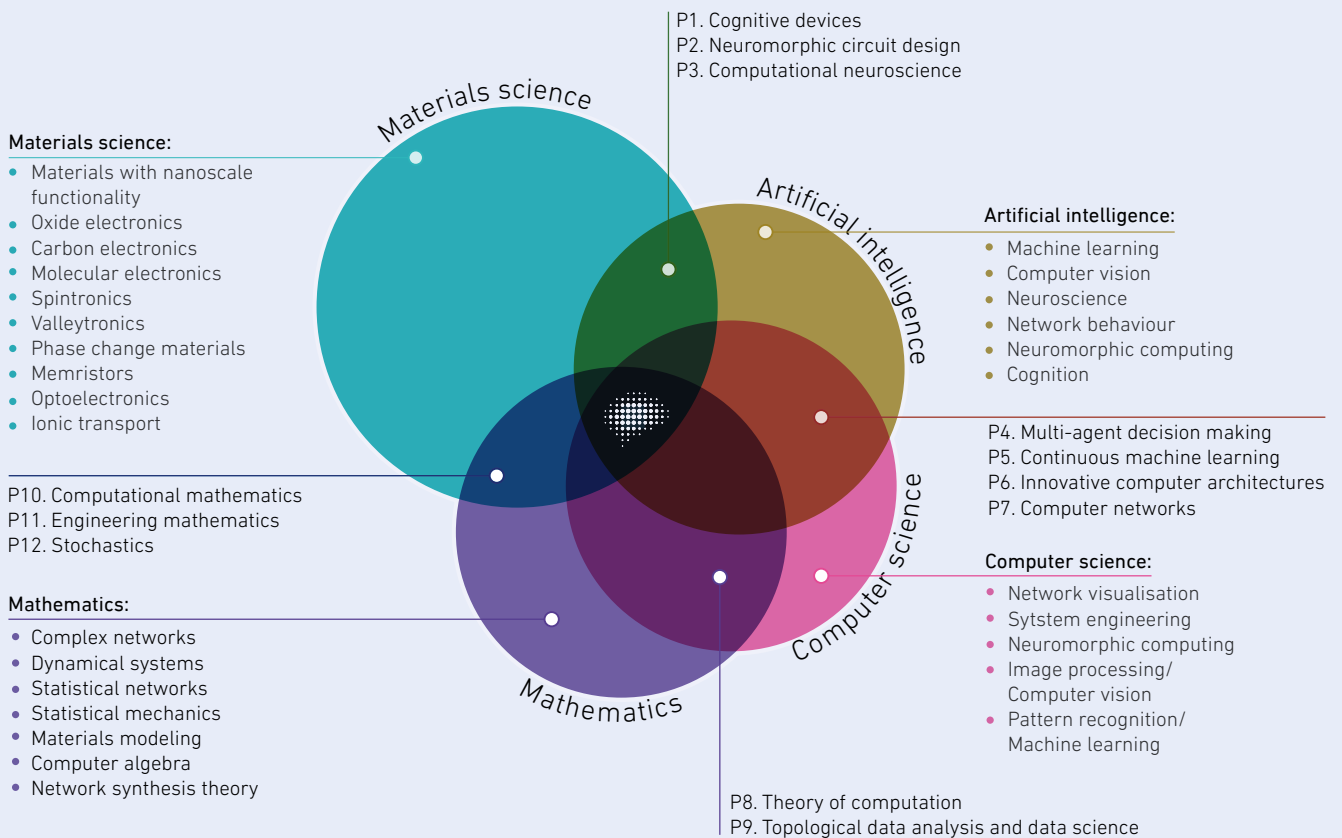 P1. Cognitive devices
P2. Neuromorphic circuit design
P3. Computational neuroscience
Materials science
Artificial intelligence
Computer science
Mathematics
Materials science:
Materials with nanoscale
functionality
Oxide electronics
Carbon electronics
Molecular electronics
Spintronics
Valleytronics
Phase change materials
Memristors
Optoelectronics
Ionic transport
P10. Computational mathematics
P11. Engineering mathematics
P12. Stochastics
Mathematics:
Complex networks
Dynamical systems
Statistical networks
Statistical mechanics
Materials modeling
Computer algebra
Network synthesis theory
Artificial intelligence:
Machine learning
Computer vision
Neuroscience
Network behaviour
Neuromorphic computing
Cognition
P4. Multi-agent decision making
P5. Continuous machine learning
P6. Innovative computer architectures
P7. Computer networks
Computer science:
Network visualisation
Sytstem engineering
Neuromorphic computing
Image processing/
Computer vision
Pattern recognition/
Machine learning
P8. Theory of computation
P9. Topological data analysis and data science